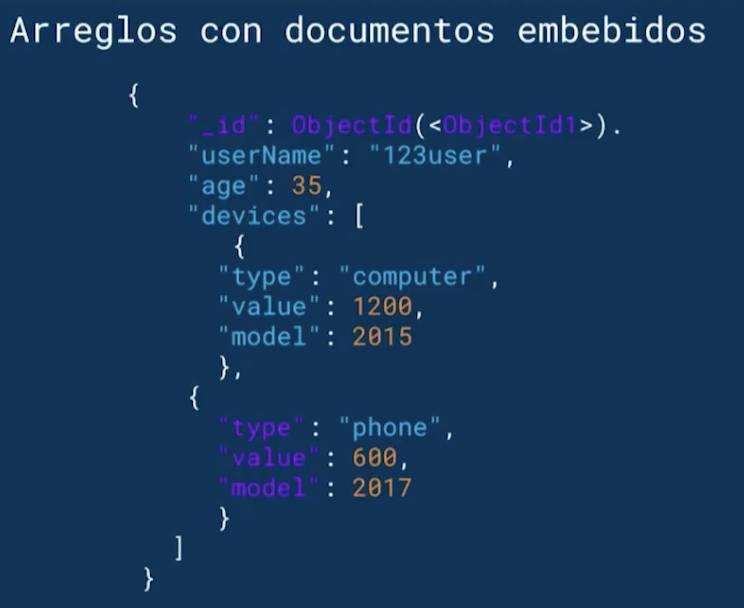 Arreglos con documentos embebidos
{
"_id": ObjectId(<ObjectId1>).
"userName": "123user",
"age": 35,
"devices": [
{
"type": "computer",
"value": 1200,
"model": 2015
},
{
"type": "phone",
"value": 600,
"model": 2017
}
]
}